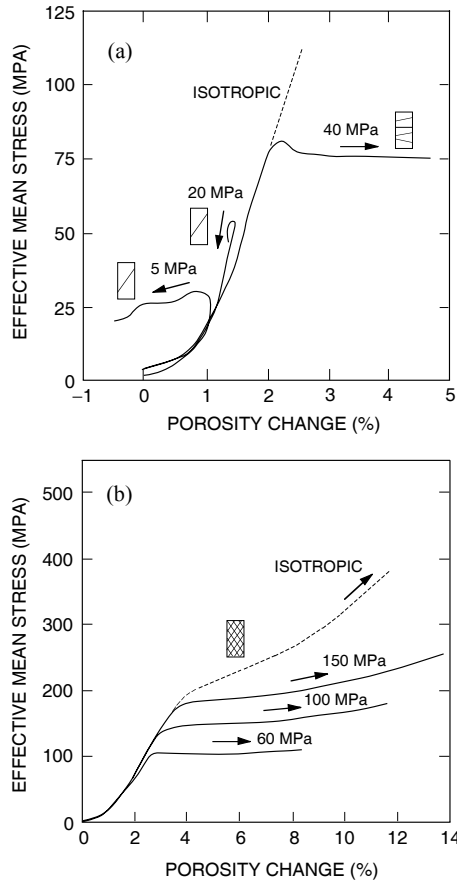 125
(a)
ISOTROPIC
100
40 MPa
75
20 MPa
50
5 MPa
25
0
EFFECTIVE MEAN STRESS (MPA)
−1 0 1 2 3 4 5
POROSITY CHANGE (%)
(b)
500
400
ISOTROPIC
300
150 MPa
200
100 MPa
60 MPa
100
0
EFFECTIVE MEAN STRESS (MPA)
0 2 4 6 8 10 12 14
POROSITY CHANGE (%)